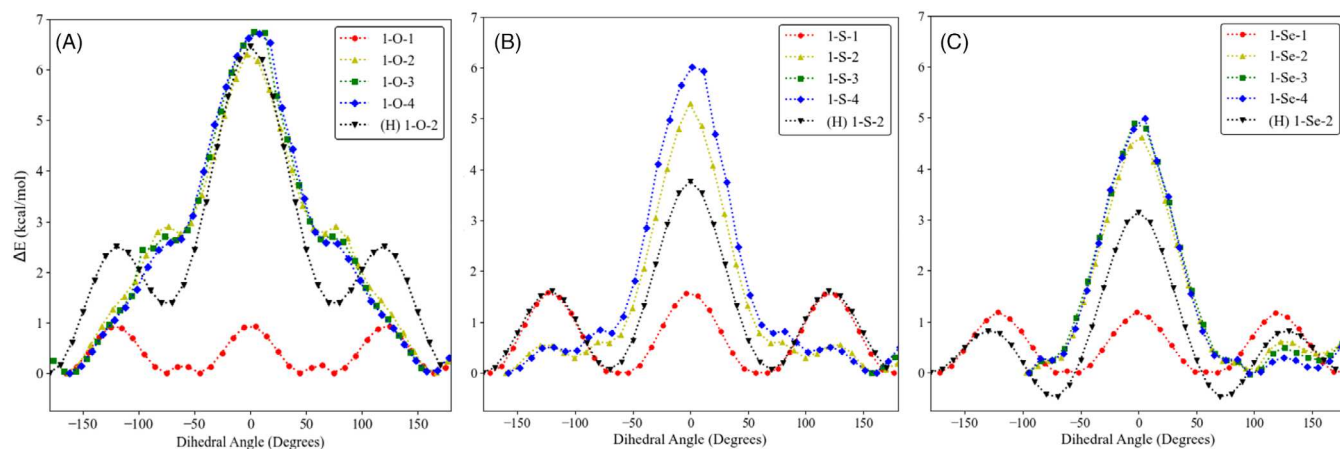 (A)
1-O-1
1-O-2
1-O-3
1-O-4
(H) 1-O-2
ΔE (kcal/mol)
7
6
5
4
3
2
1
0
−150 −100 −50 0 50 100 150
Dihedral Angle (Degrees)
(B)
1-S-1
1-S-2
1-S-3
1-S-4
(H) 1-S-2
7
6
5
4
3
2
1
0
−150 −100 −50 0 50 100 150
Dihedral Angle (Degrees)
(C)
1-Se-1
1-Se-2
1-Se-3
1-Se-4
(H) 1-Se-2
7
6
5
4
3
2
1
0
−150 −100 −50 0 50 100 150
Dihedral Angle (Degrees)